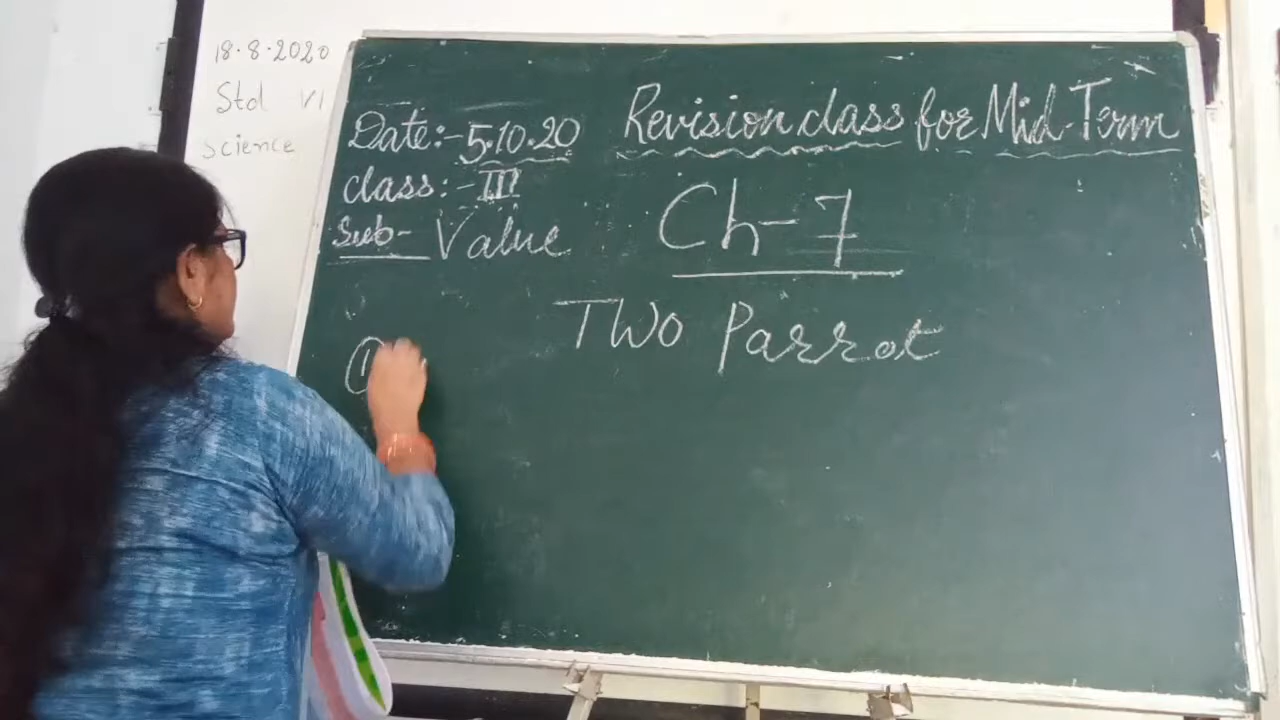 18.8.2020
Std VI
science
Date:- 5.10.20
Revision class for Mid-Term
class:- III
Sub- Value
Ch-7
Two Parrot
1